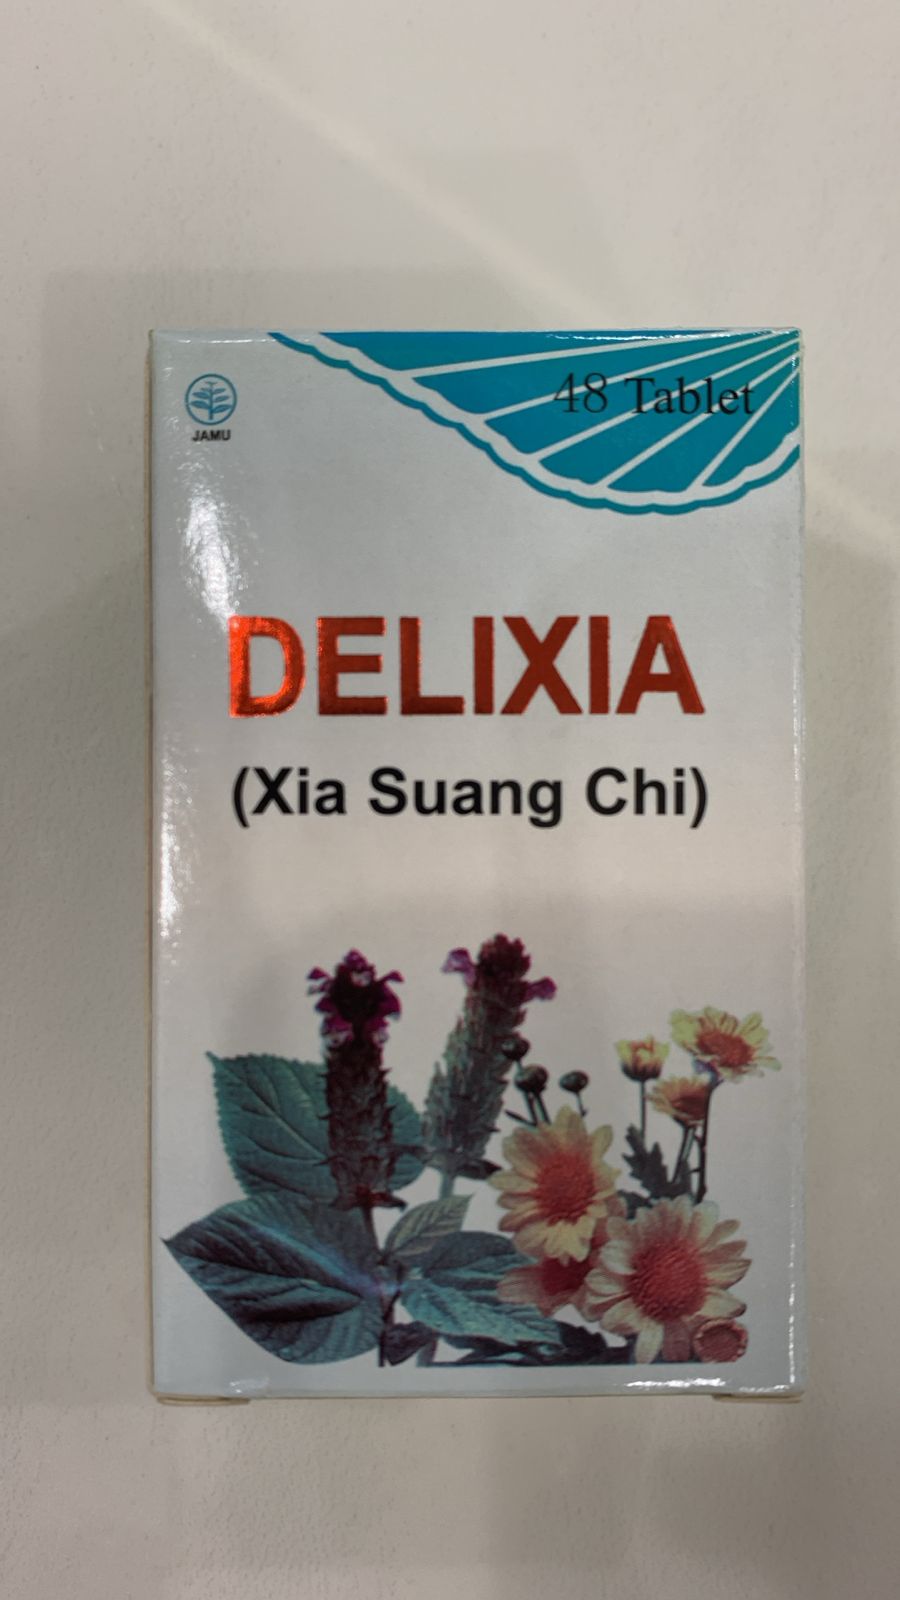 48 Tablet
JAMU
DELIXIA
(Xia Suang Chi)